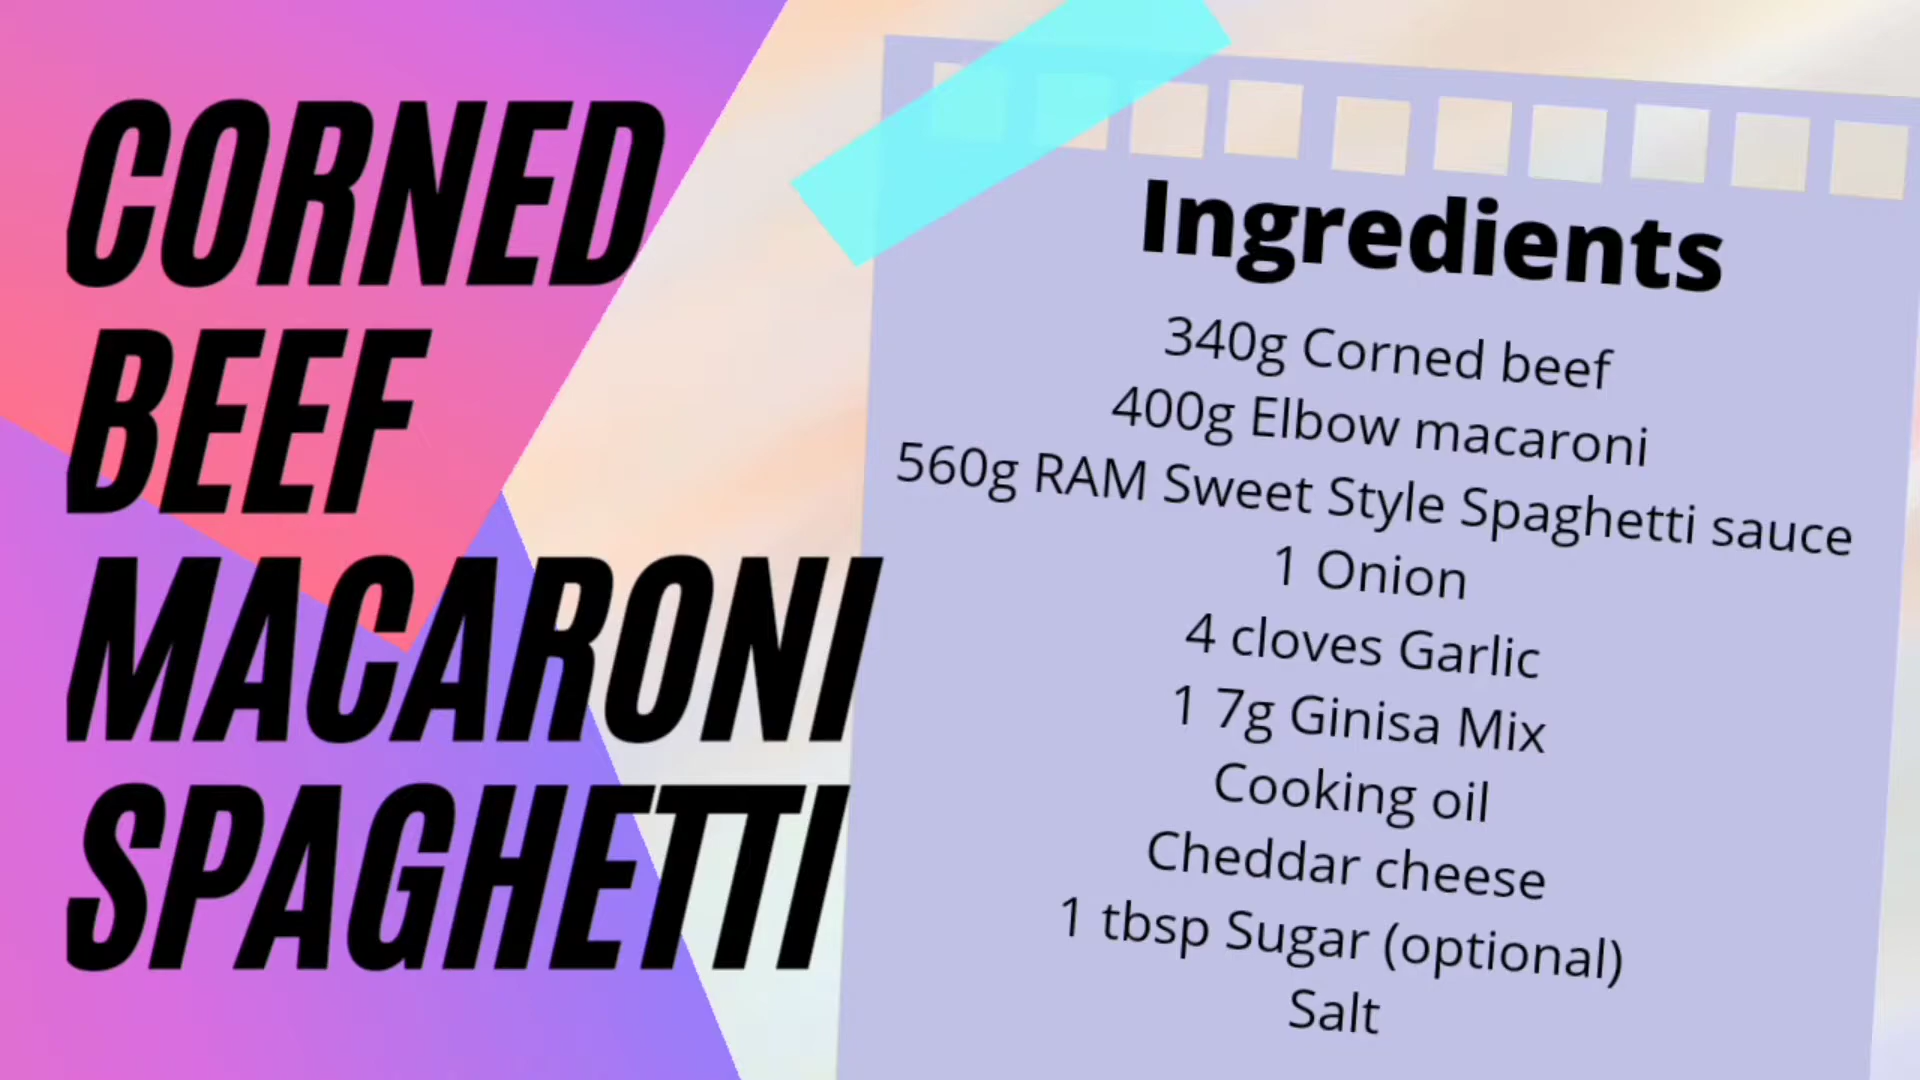 CORNED
BEEF
MACARONI
SPAGHETTI
Ingredients
340g Corned beef
400g Elbow macaroni
560g RAM Sweet Style Spaghetti sauce
1 Onion
4 cloves Garlic
1 7g Ginisa Mix
Cooking oil
Cheddar cheese
1 tbsp Sugar (optional)
Salt